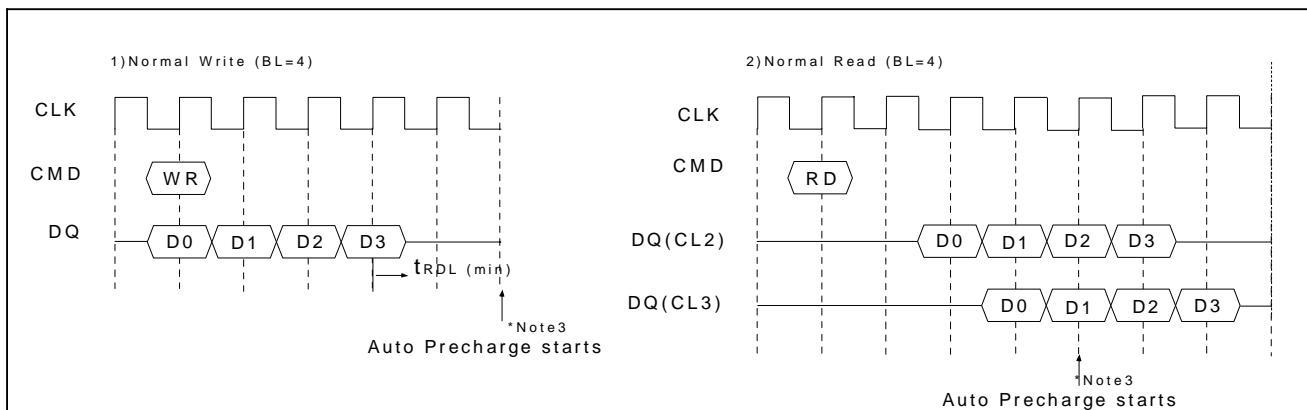 1)Normal Write (BL=4)
CLK
CMD
WR
DQ
D0 D1 D2 D3
tRDL (min)
*Note3
Auto Precharge starts
2)Normal Read (BL=4)
CLK
CMD
RD
DQ(CL2)
D0 D1 D2 D3
DQ(CL3)
D0 D1 D2 D3
*Note3
Auto Precharge starts